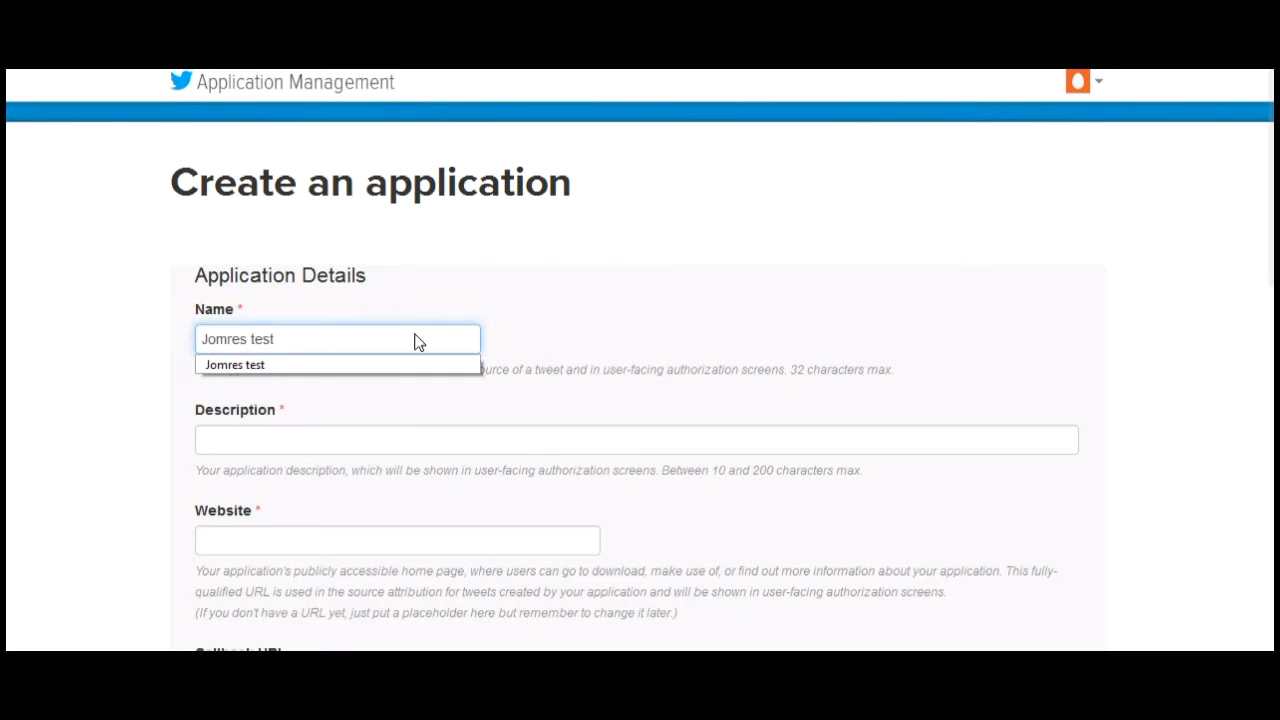 Application Management
Create an application
Application Details
Name *
Jomres test
Jomres test
of a tweet and in user-facing authorization screens. 32 characters max.
Description *
Your application description, which will be shown in user-facing authorization screens. Between 10 and 200 characters max.
Website *
Your application's publicly accessible home page, where users can go to download, make use of, or find out more information about your application. This fully-
qualified URL is used in the source attribution for tweets created by your application and will be shown in user-facing authorization screens.
(If you don't have a URL yet, just put a placeholder here but remember to change it later.)